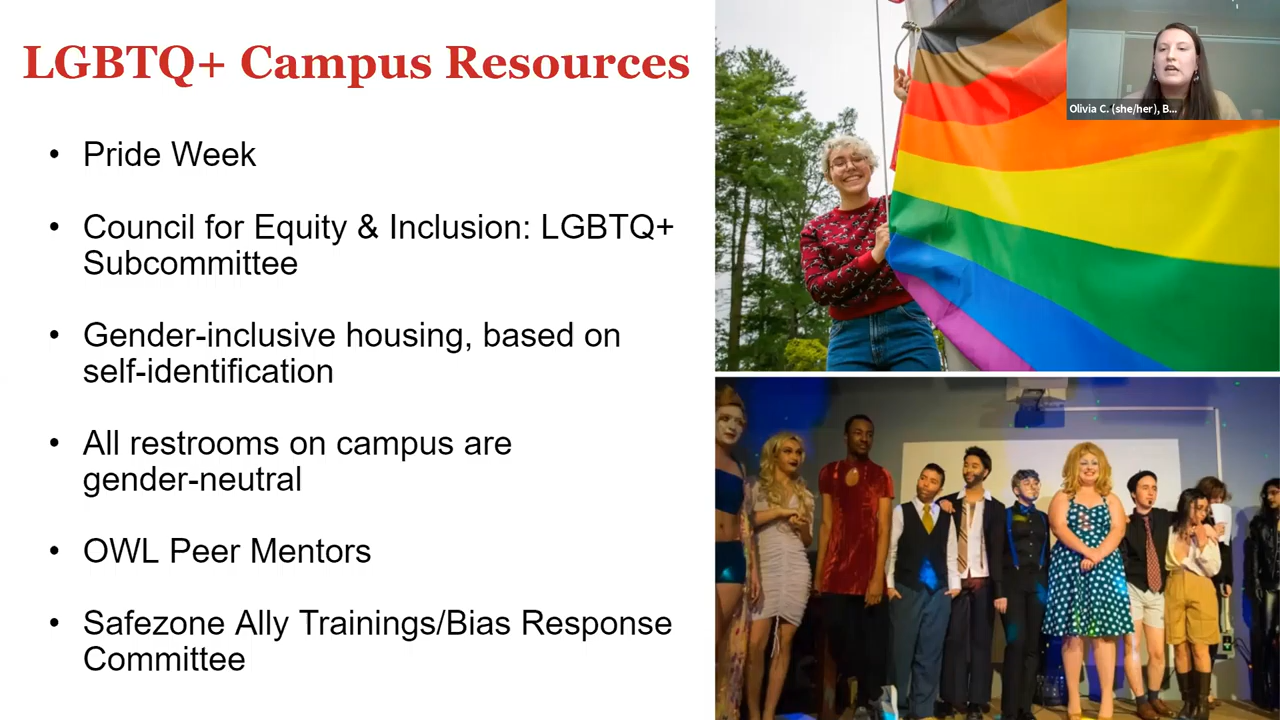 LGBTQ+ Campus Resources
• Pride Week
• Council for Equity & Inclusion: LGBTQ+
Subcommittee
• Gender-inclusive housing, based on
self-identification
• All restrooms on campus are
gender-neutral
• OWL Peer Mentors
• Safezone Ally Trainings/Bias Response
Committee
Olivia C. (she/her), B...